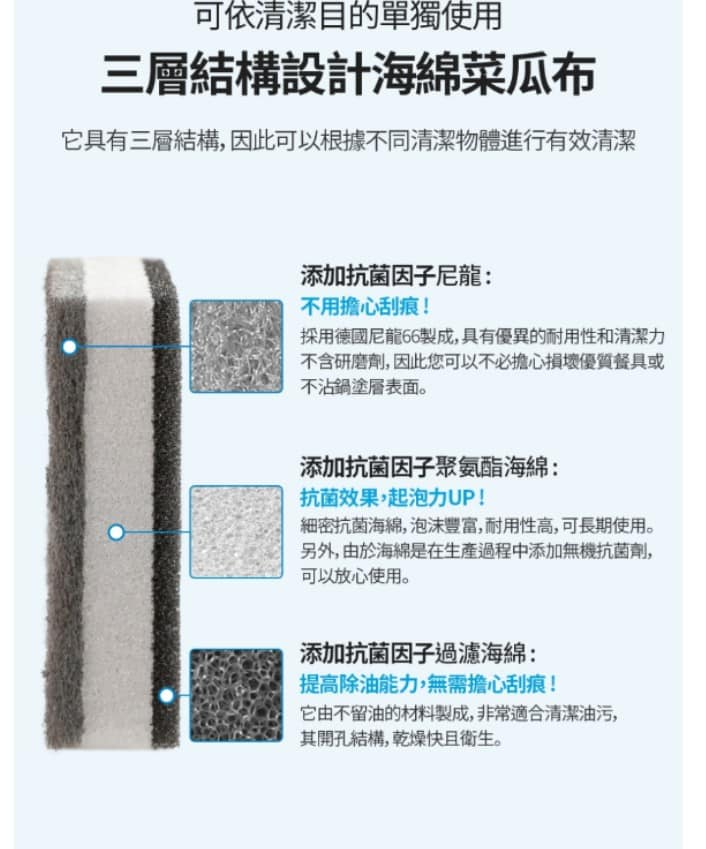 可依清潔目的單獨使用
三層結構設計海綿菜瓜布
它具有三層結構, 因此可以根據不同清潔物體進行有效清潔
添加抗菌因子尼龍:
不用擔心刮痕!
採用德國尼龍66製成, 具有優異的耐用性和清潔力
不含研磨劑, 因此您可以不必擔心損壞優質餐具或
不沾鍋塗層表面。
添加抗菌因子聚氨酯海綿:
抗菌效果,起泡力UP!
細密抗菌海綿, 泡沫豐富, 耐用性高, 可長期使用。
另外, 由於海綿是在生產過程中添加無機抗菌劑,
可以放心使用。
添加抗菌因子過濾海綿:
提高除油能力,無需擔心刮痕!
它由不留油的材料製成, 非常適合清潔油污,
其開孔結構, 乾燥快且衛生。